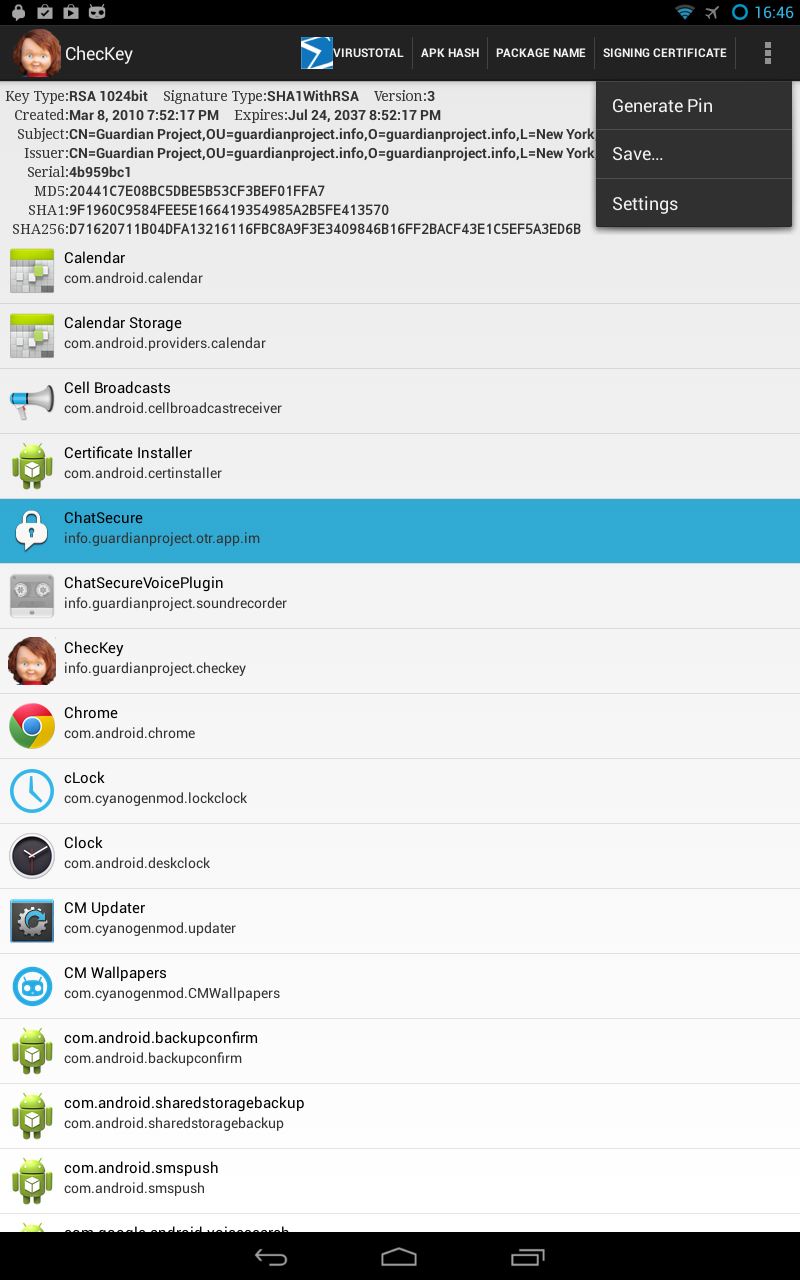 16:46
ChecKey VIRUSTOTAL APK HASH PACKAGE NAME SIGNING CERTIFICATE
Generate Pin
Save...
Settings
Key Type:RSA 1024bit Signature Type:SHA1WithRSA Version:3
Created:Mar 8, 2010 7:52:17 PM Expires:Jul 24, 2037 8:52:17 PM
Subject:CN=Guardian Project,OU=guardianproject.info,O=guardianproject.info,L=New York,
Issuer:CN=Guardian Project,OU=guardianproject.info,O=guardianproject.info,L=New York,
Serial:4b959bc1
MD5:20441C7E08BC5DBE5B53CF3BEF01FFA7
SHA1:9F1960C9584FEE5E166419354985A2B5FE413570
SHA256:D71620711B04DFA13216116FBC8A9F3E3409846B16FF2BACF43E1C5EF5A3ED6B
Calendar
com.android.calendar
Calendar Storage
com.android.providers.calendar
Cell Broadcasts
com.android.cellbroadcastreceiver
Certificate Installer
com.android.certinstaller
ChatSecure
info.guardianproject.otr.app.im
ChatSecureVoicePlugin
info.guardianproject.soundrecorder
ChecKey
info.guardianproject.checkey
Chrome
com.android.chrome
cLock
com.cyanogenmod.lockclock
Clock
com.android.deskclock
CM Updater
com.cyanogenmod.updater
CM Wallpapers
com.cyanogenmod.CMWallpapers
com.android.backupconfirm
com.android.backupconfirm
com.android.sharedstoragebackup
com.android.sharedstoragebackup
com.android.smspush
com.android.smspush
com.google.android.voicesearch